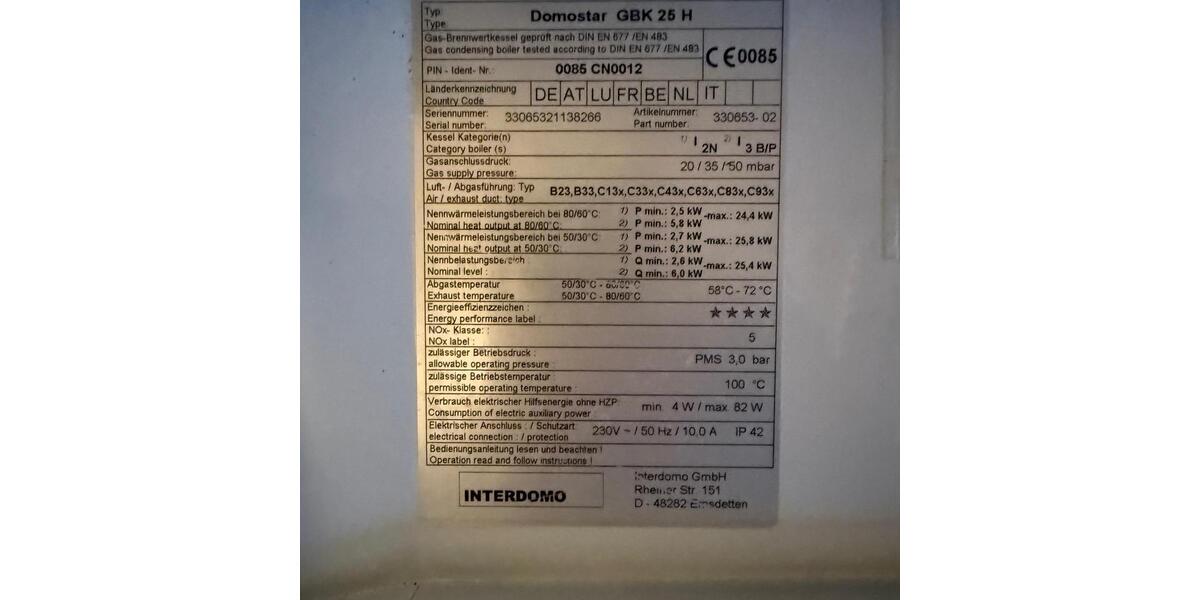 Typ
Type
Domostar GBK 25 H
Gas-Brennwertkessel geprüft nach DIN EN 677 /EN 483
Gas condensing boiler tested according to DIN EN 677 /EN 483
CE0085
PIN - Ident- Nr.: 0085 CN0012
Länderkennzeichnung
Country Code
DE AT LU FR BE NL IT
Seriennummer:
Serial number:
33065321138266
Artikelnummer:
Part number:
330653- 02
Kessel Kategorie(n)
Category boiler (s)
1) I 2N 2) I 3 B/P
Gasanschlussdruck:
Gas supply pressure:
20 / 35 / 50 mbar
Luft- / Abgasführung: Typ
Air / exhaust duct: type
B23,B33,C13x,C33x,C43x,C63x,C83x,C93x
Nennwärmeleistungsbereich bei 80/60°C: 1) P min.: 2,5 kW
Nominal heat output at 80/60°C: 2) P min.: 5,8 kW
-max.: 24,4 kW
Nennwärmeleistungsbereich bei 50/30°C: 1) P min.: 2,7 kW
Nominal heat output at 50/30°C: 2) P min.: 6,2 kW
-max.: 25,8 kW
Nennbelastungsbereich : 1) Q min.: 2,6 kW
Nominal level : 2) Q min.: 6,0 kW
-max.: 25,4 kW
Abgastemperatur 50/30°C - 80/60°C
Exhaust temperature 50/30°C - 80/60°C
58°C - 72 °C
Energieeffizienzzeichen :
Energy performance label :
★ ★ ★ ★
NOx- Klasse: :
NOx label :
5
zulässiger Betriebsdruck :
allowable operating pressure :
PMS 3,0 bar
zulässige Betriebstemperatur :
permissible operating temperature :
100 °C
Verbrauch elektrischer Hilfsenergie ohne HZP:
Consumption of electric auxiliary power :
min. 4 W / max. 82 W
Elektrischer Anschluss : / Schutzart
electrical connection : / protection
230V ~ / 50 Hz / 10,0 A IP 42
Bedienungsanleitung lesen und beachten !
Operation read and follow instructions !
INTERDOMO
Interdomo GmbH
Rheiner Str. 151
D - 48282 Emsdetten